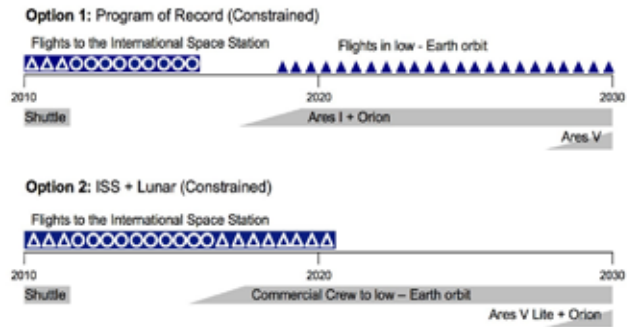 Option 1: Program of Record (Constrained)
Flights to the International Space Station
Flights in low - Earth orbit
2010 2020 2030
Shuttle Ares I + Orion
Ares V
Option 2: ISS + Lunar (Constrained)
Flights to the International Space Station
2010 2020 2030
Shuttle Commercial Crew to low – Earth orbit
Ares V Lite + Orion